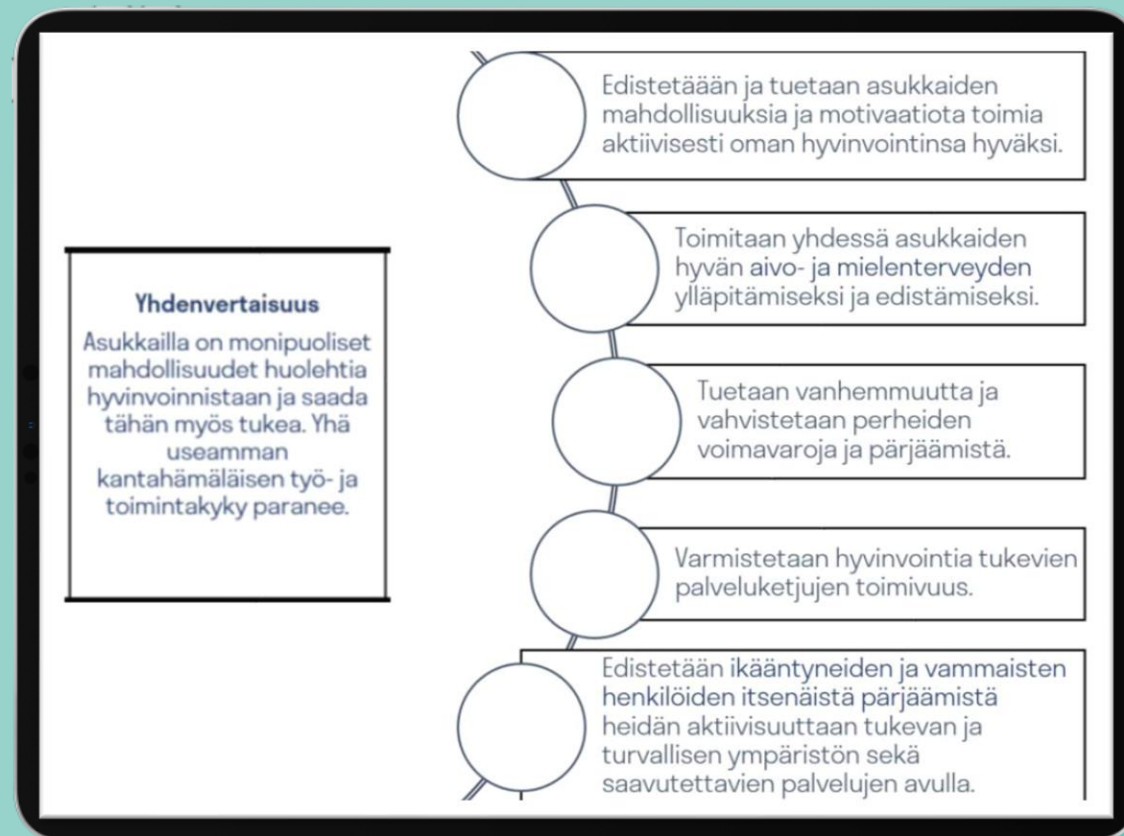 Yhdenvertaisuus
Asukkailla on monipuoliset
mahdollisuudet huolehtia
hyvinvoinnistaan ja saada
tähän myös tukea. Yhä
useamman
kantahämäläisen työ- ja
toimintakyky paranee.
Edistetäään ja tuetaan asukkaiden
mahdollisuuksia ja motivaatiota toimia
aktiivisesti oman hyvinvointinsa hyväksi.
Toimitaan yhdessä asukkaiden
hyvän aivo- ja mielenterveyden
ylläpitämiseksi ja edistämiseksi.
Tuetaan vanhemmuutta ja
vahvistetaan perheiden
voimavaroja ja pärjäämistä.
Varmistetaan hyvinvointia tukevien
palveluketjujen toimivuus.
Edistetään ikääntyneiden ja vammaisten
henkilöiden itsenäistä pärjäämistä
heidän aktiivisuuttaan tukevan ja
turvallisen ympäristön sekä
saavutettavien palvelujen avulla.